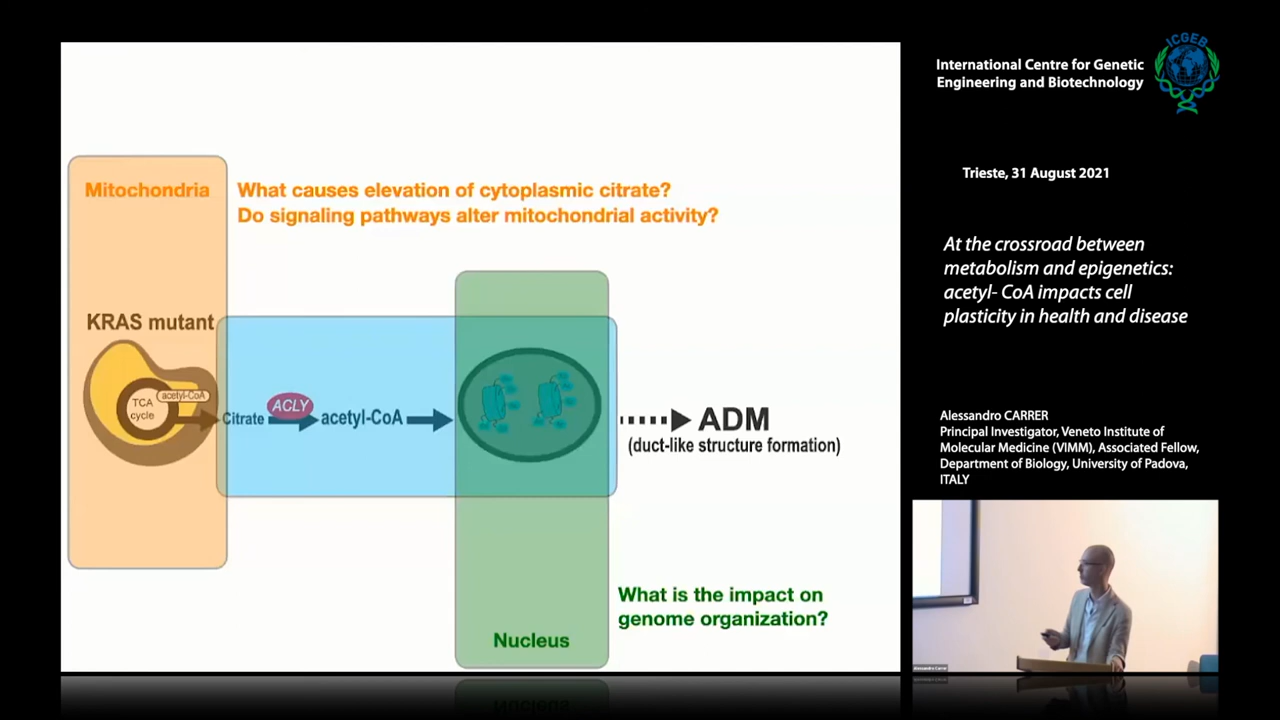 International Centre for Genetic
Engineering and Biotechnology
ICGEB
Trieste, 31 August 2021
At the crossroad between
metabolism and epigenetics:
acetyl- CoA impacts cell
plasticity in health and disease
Alessandro CARRER
Principal Investigator, Veneto Institute of
Molecular Medicine (VIMM), Associated Fellow,
Department of Biology, University of Padova,
ITALY
Mitochondria
What causes elevation of cytoplasmic citrate?
Do signaling pathways alter mitochondrial activity?
KRAS mutant
TCA
cycle
acetyl-CoA
Citrate
ACLY
acetyl-CoA
ADM
(duct-like structure formation)
What is the impact on
genome organization?
Nucleus
Nucleus
Alessandro Carrer